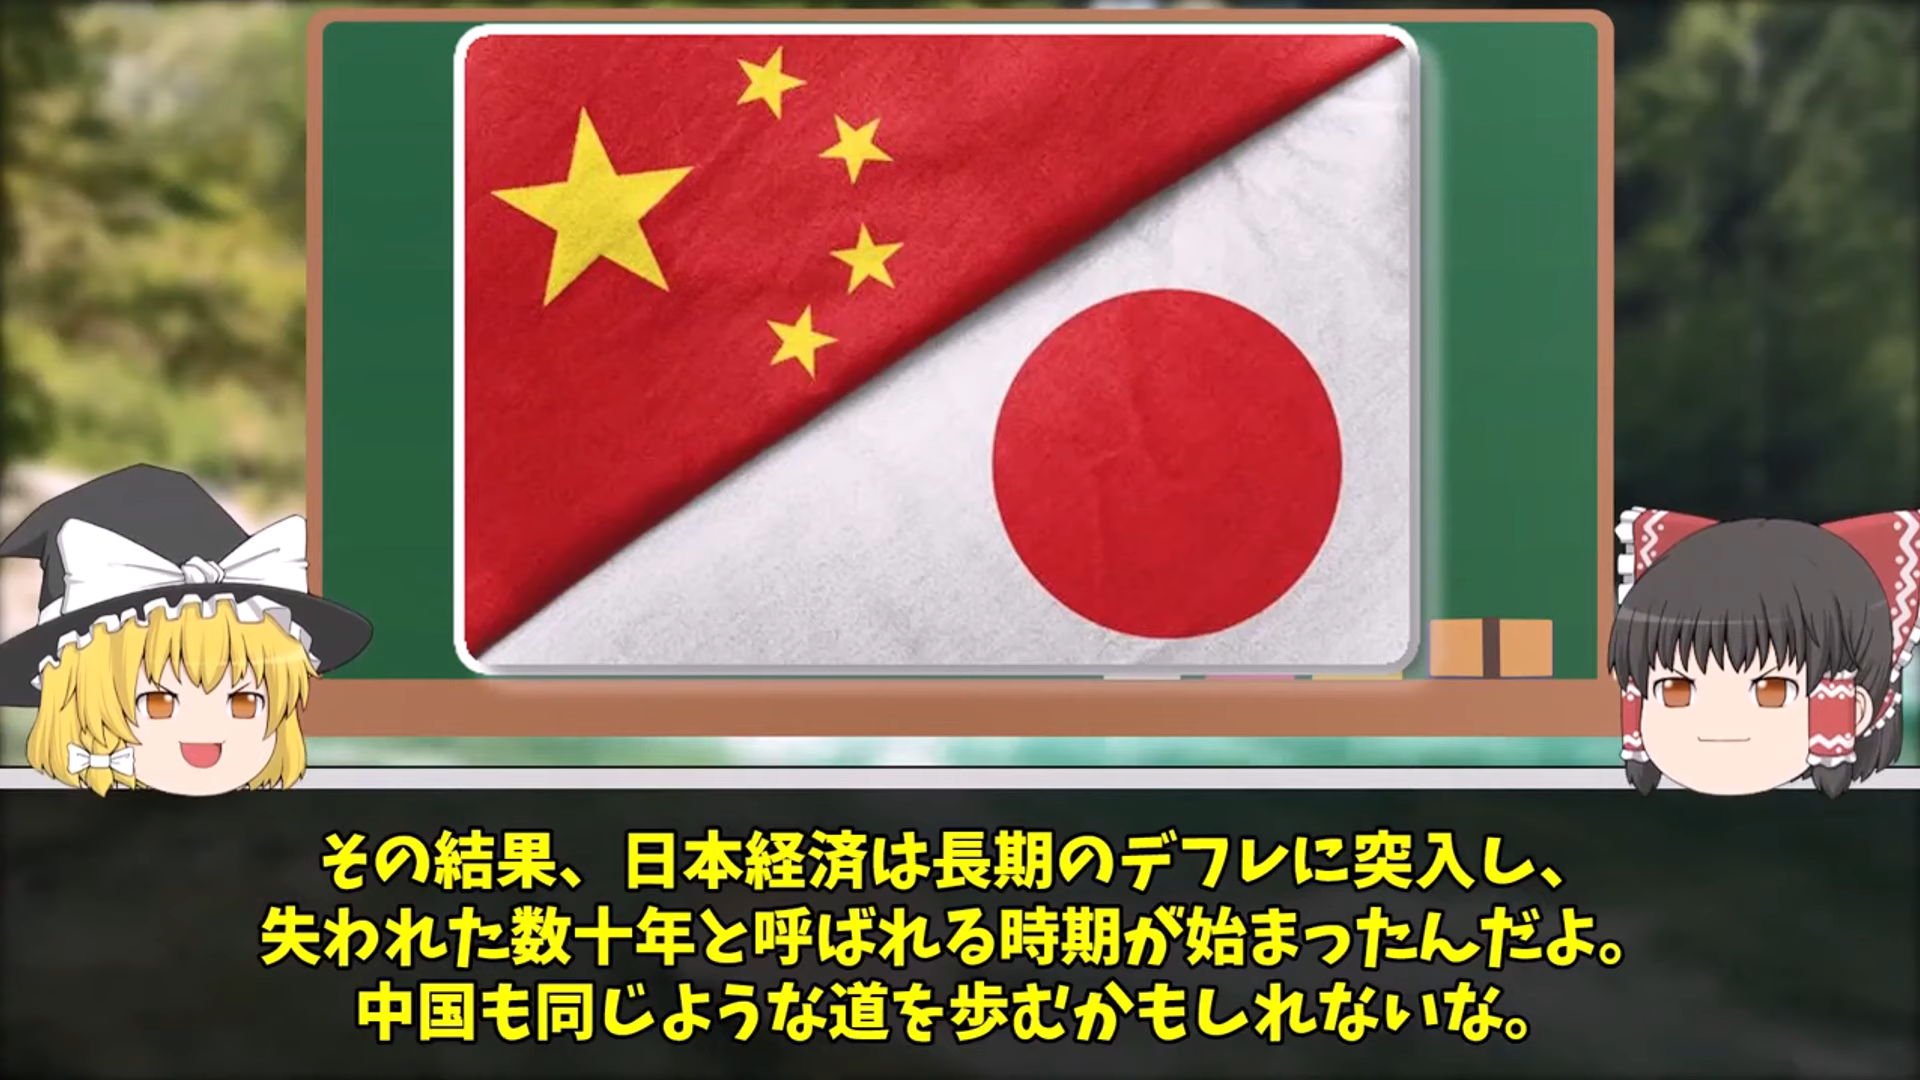 その結果、日本経済は長期のデフレに突入し、
失われた数十年と呼ばれる時期が始まったんだよ。
中国も同じような道を歩むかもしれないな。